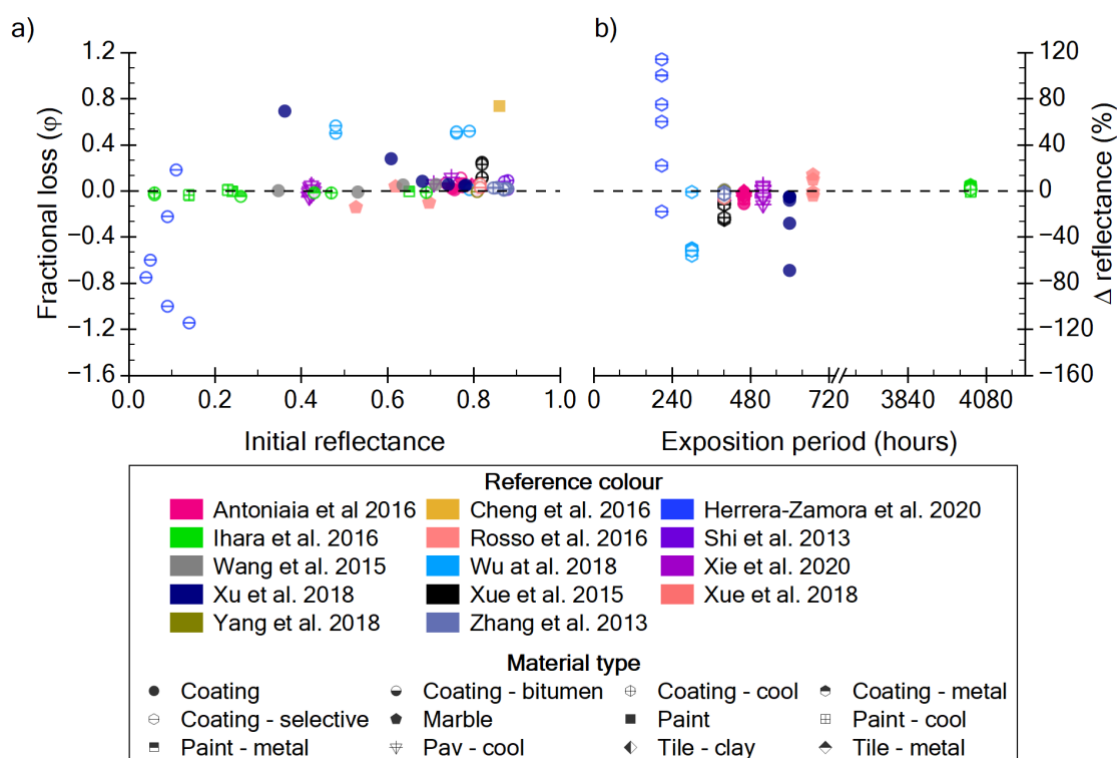 a)
b)
1.2
0.8
0.4
0.0
−0.4
−0.8
−1.2
−1.6
Fractional loss (φ)
0.0 0.2 0.4 0.6 0.8 1.0
Initial reflectance
120
80
40
0
−40
−80
−120
−160
Δ reflectance (%)
0 240 480 720 3840 4080
Exposition period (hours)
Reference colour
Antoniaia et al 2016 Cheng et al. 2016 Herrera-Zamora et al. 2020
Ihara et al. 2016 Rosso et al. 2016 Shi et al. 2013
Wang et al. 2015 Wu at al. 2018 Xie et al. 2020
Xu et al. 2018 Xue et al. 2015 Xue et al. 2018
Yang et al. 2018 Zhang et al. 2013
Material type
Coating Coating - bitumen Coating - cool Coating - metal
Coating - selective Marble Paint Paint - cool
Paint - metal Pav - cool Tile - clay Tile - metal